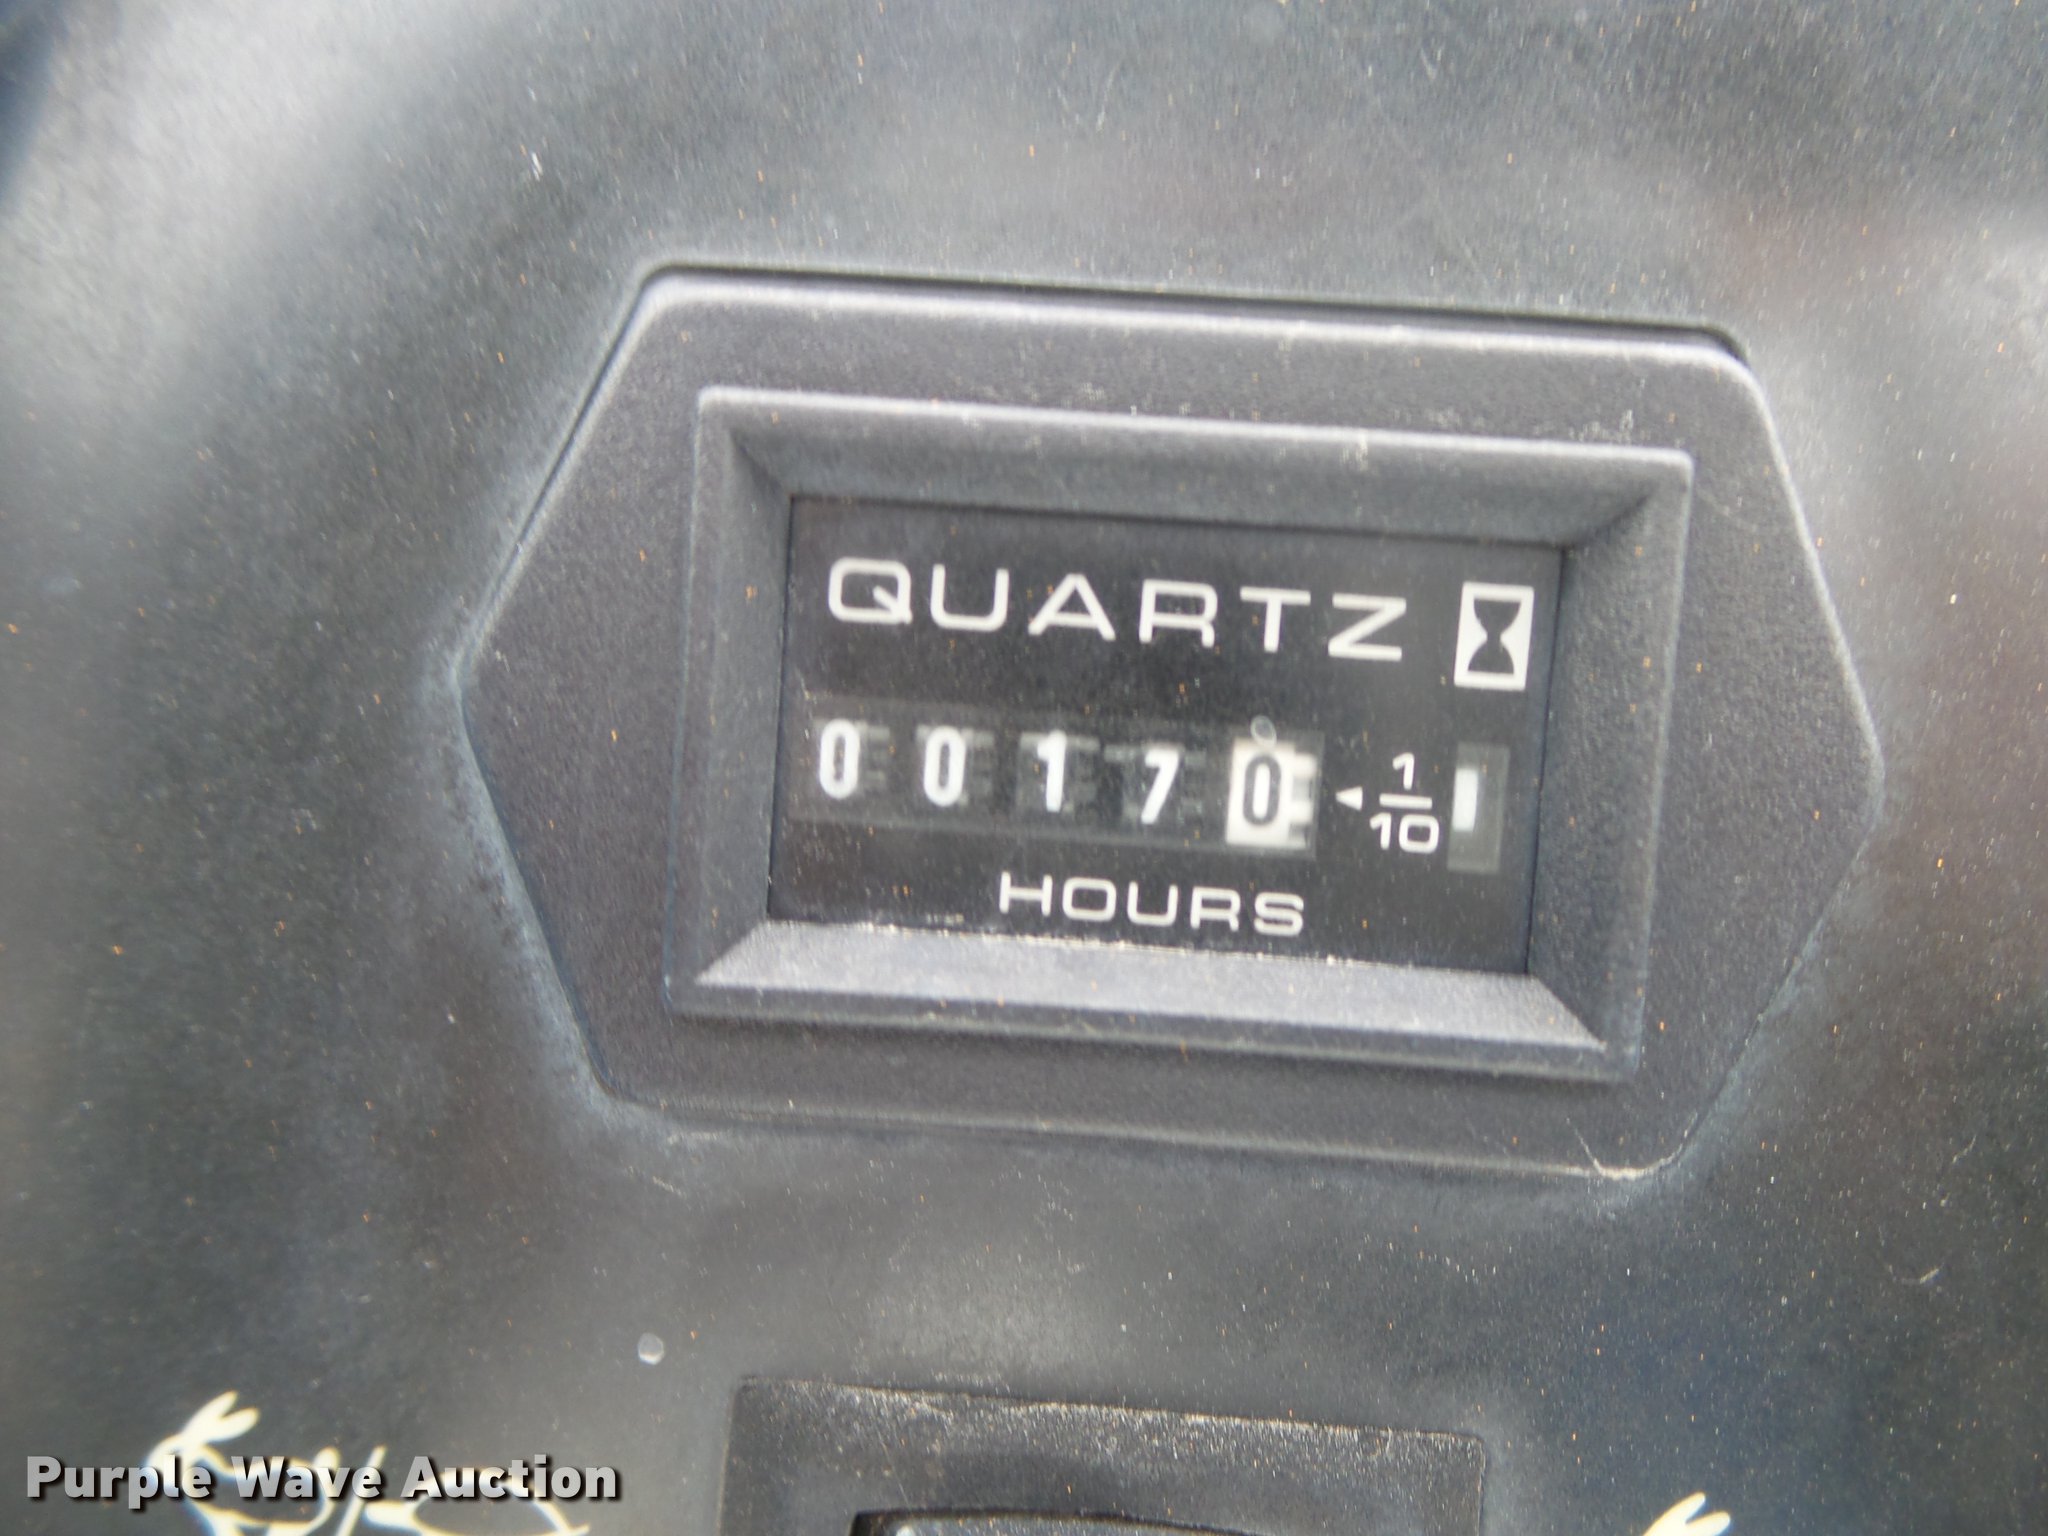 QUARTZ
00170 1/10
HOURS
Purple Wave Auction